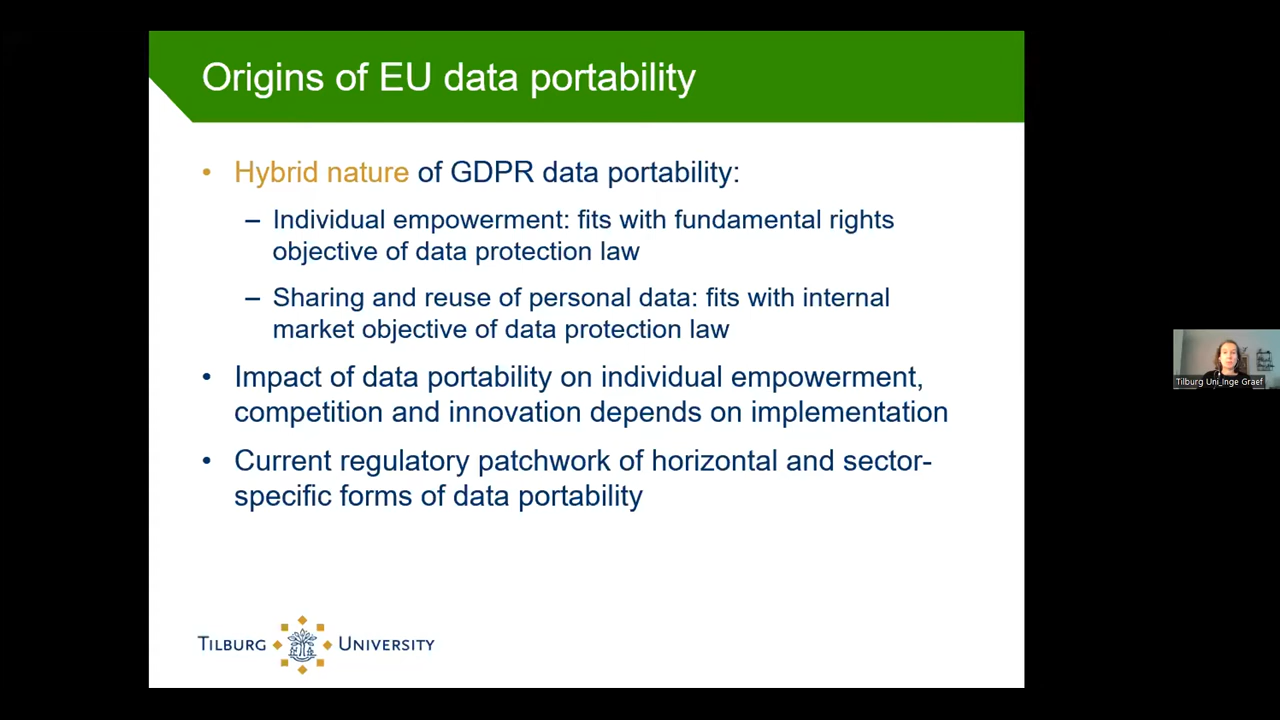 Origins of EU data portability
• Hybrid nature of GDPR data portability:
– Individual empowerment: fits with fundamental rights
objective of data protection law
– Sharing and reuse of personal data: fits with internal
market objective of data protection law
• Impact of data portability on individual empowerment,
competition and innovation depends on implementation
• Current regulatory patchwork of horizontal and sector-
specific forms of data portability
Tilburg Uni_Inge Graef
TILBURG UNIVERSITY